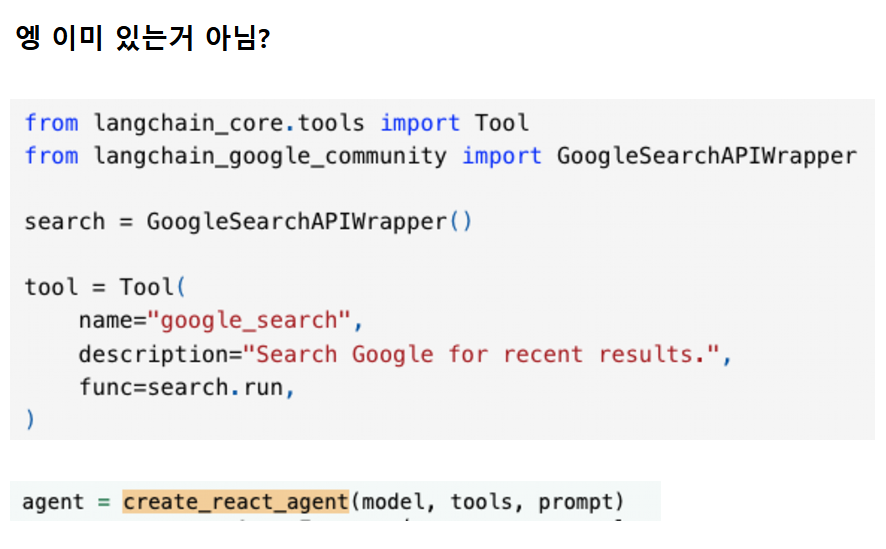 엥 이미 있는거 아님?
from langchain_core.tools import Tool
from langchain_google_community import GoogleSearchAPIWrapper
search = GoogleSearchAPIWrapper()
tool = Tool(
    name="google_search",
    description="Search Google for recent results.",
    func=search.run,
)
agent = create_react_agent(model, tools, prompt)